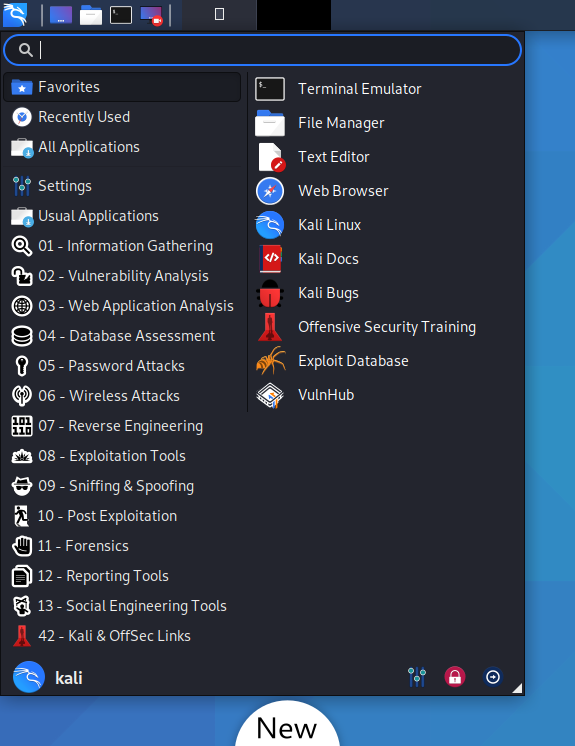 Favorites
Recently Used
All Applications
Settings
Usual Applications
01 - Information Gathering
02 - Vulnerability Analysis
03 - Web Application Analysis
04 - Database Assessment
05 - Password Attacks
06 - Wireless Attacks
07 - Reverse Engineering
08 - Exploitation Tools
09 - Sniffing & Spoofing
10 - Post Exploitation
11 - Forensics
12 - Reporting Tools
13 - Social Engineering Tools
42 - Kali & OffSec Links
Terminal Emulator
File Manager
Text Editor
Web Browser
Kali Linux
Kali Docs
Kali Bugs
Offensive Security Training
Exploit Database
VulnHub
kali
New